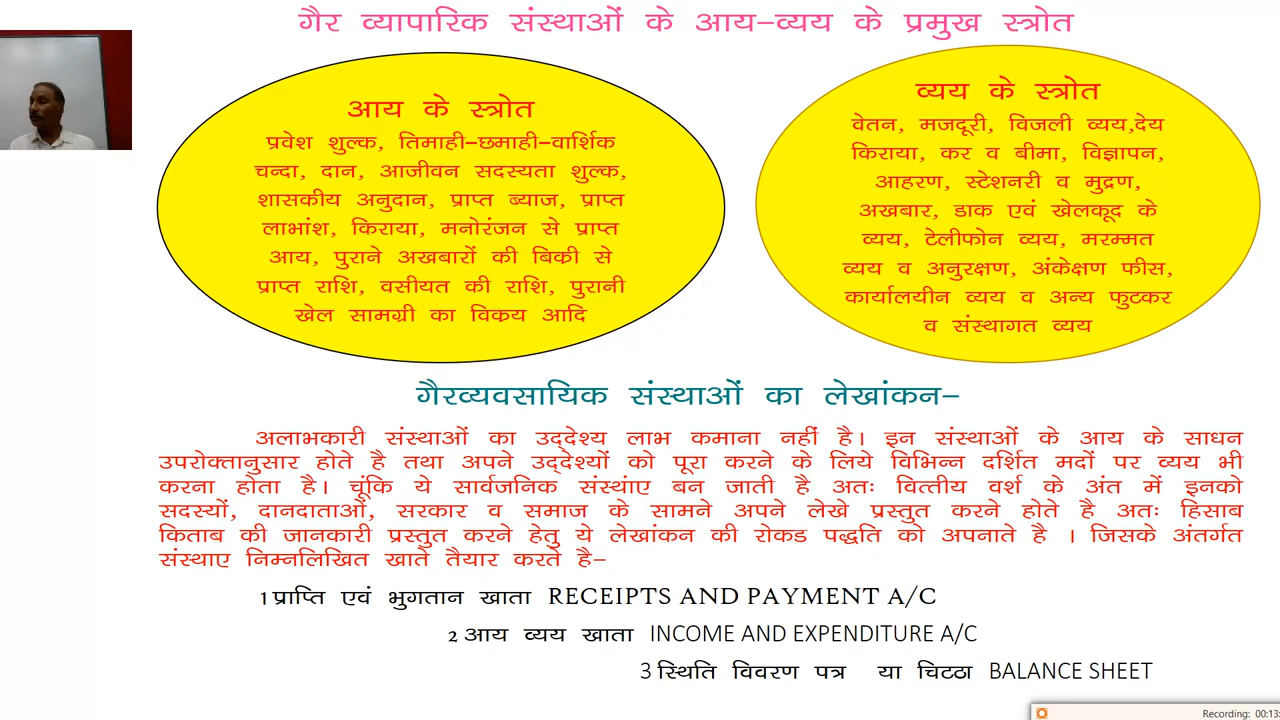 गैर व्यापारिक संस्थाओं के आय-व्यय के प्रमुख स्त्रोत
आय के स्त्रोत
प्रवेश शुल्क, तिमाही-छमाही-वार्शिक
चन्दा, दान, आजीवन सदस्यता शुल्क,
शासकीय अनुदान, प्राप्त ब्याज, प्राप्त
लाभांश, किराया, मनोरंजन से प्राप्त
आय, पुराने अखबारों की बिक्री से
प्राप्त राशि, वसीयत की राशि, पुरानी
खेल सामग्री का विक्रय आदि
व्यय के स्त्रोत
वेतन, मजदूरी, विजली व्यय,देय
किराया, कर व बीमा, विज्ञापन,
आहरण, स्टेशनरी व मुद्रण,
अखबार, डाक एवं खेलकूद के
व्यय, टेलीफोन व्यय, मरम्मत
व्यय व अनुरक्षण, अंकेक्षण फीस,
कार्यालयीन व्यय व अन्य फुटकर
व संस्थागत व्यय
गैरव्यवसायिक संस्थाओं का लेखांकन-
अलाभकारी संस्थाओं का उद्देश्य लाभ कमाना नहीं है। इन संस्थाओं के आय के साधन
उपरोक्तानुसार होते है तथा अपने उद्देश्यों को पूरा करने के लिये विभिन्न दर्शित मदों पर व्यय भी
करना होता है। चूंकि ये सार्वजनिक संस्थांए बन जाती है अतः वित्तीय वर्श के अंत में इनको
सदस्यों, दानदाताओं, सरकार व समाज के सामने अपने लेखे प्रस्तुत करने होते है अतः हिसाब
किताब की जानकारी प्रस्तुत करने हेतु ये लेखांकन की रोकड पद्धति को अपनाते है । जिसके अंतर्गत
संस्थाए निम्नलिखित खाते तैयार करते है-
1 प्राप्ति एवं भुगतान खाता RECEIPTS AND PAYMENT A/C
2 आय व्यय खाता INCOME AND EXPENDITURE A/C
3 स्थिति विवरण पत्र या चिटठा BALANCE SHEET
Recording: 00:13: